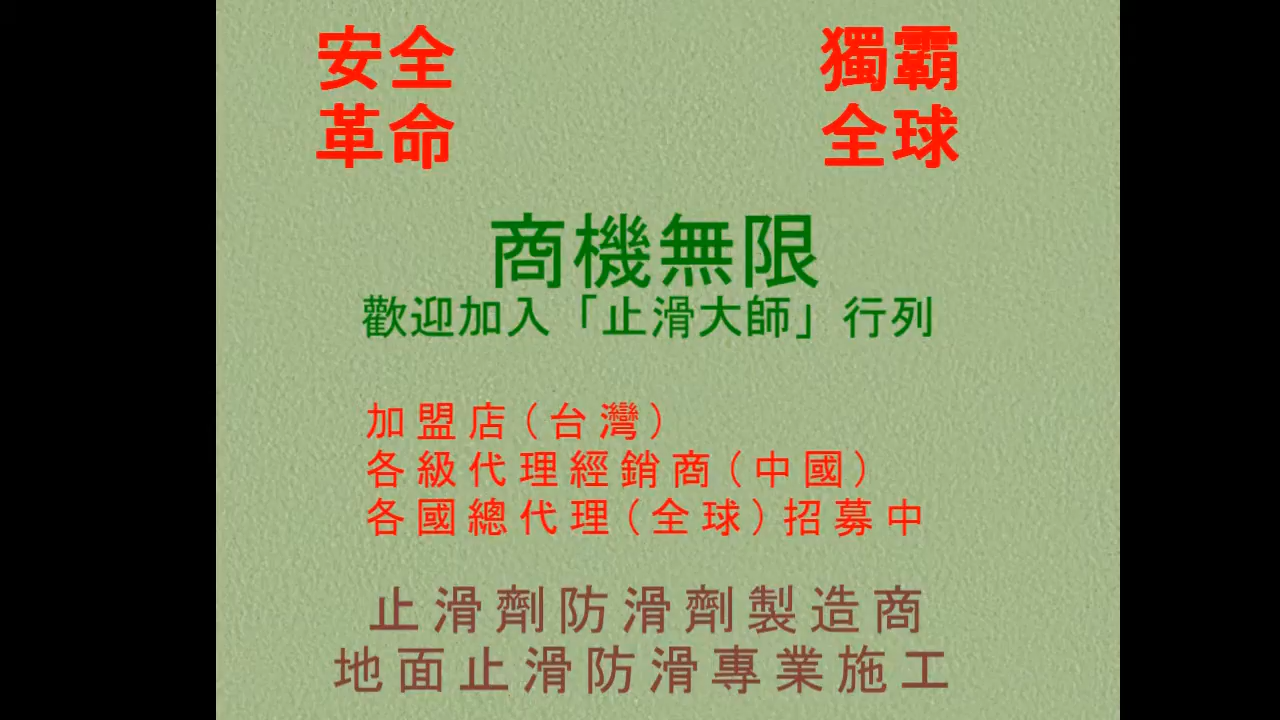 安全 獨霸
革命 全球
商機無限
歡迎加入「止滑大師」行列
加盟店(台灣)
各級代理經銷商(中國)
各國總代理(全球)招募中
止滑劑防滑劑製造商
地面止滑防滑專業施工